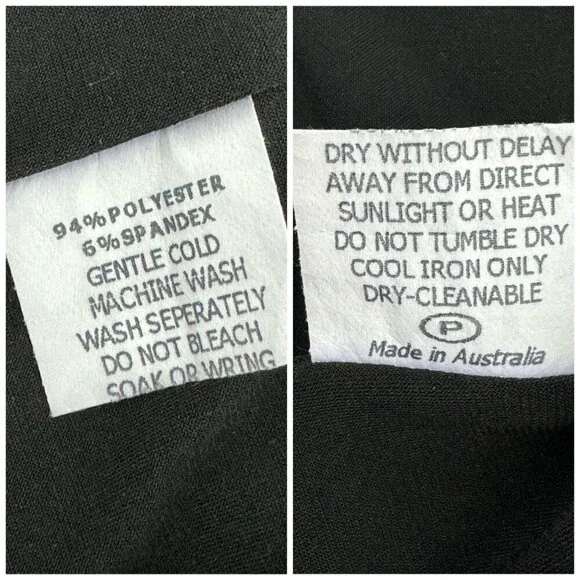 94%POLYESTER
6%SPANDEX
GENTLE COLD
MACHINE WASH
WASH SEPERATELY
DO NOT BLEACH
SOAK OR WRING
DRY WITHOUT DELAY
AWAY FROM DIRECT
SUNLIGHT OR HEAT
DO NOT TUMBLE DRY
COOL IRON ONLY
DRY-CLEANABLE
P
Made in Australia